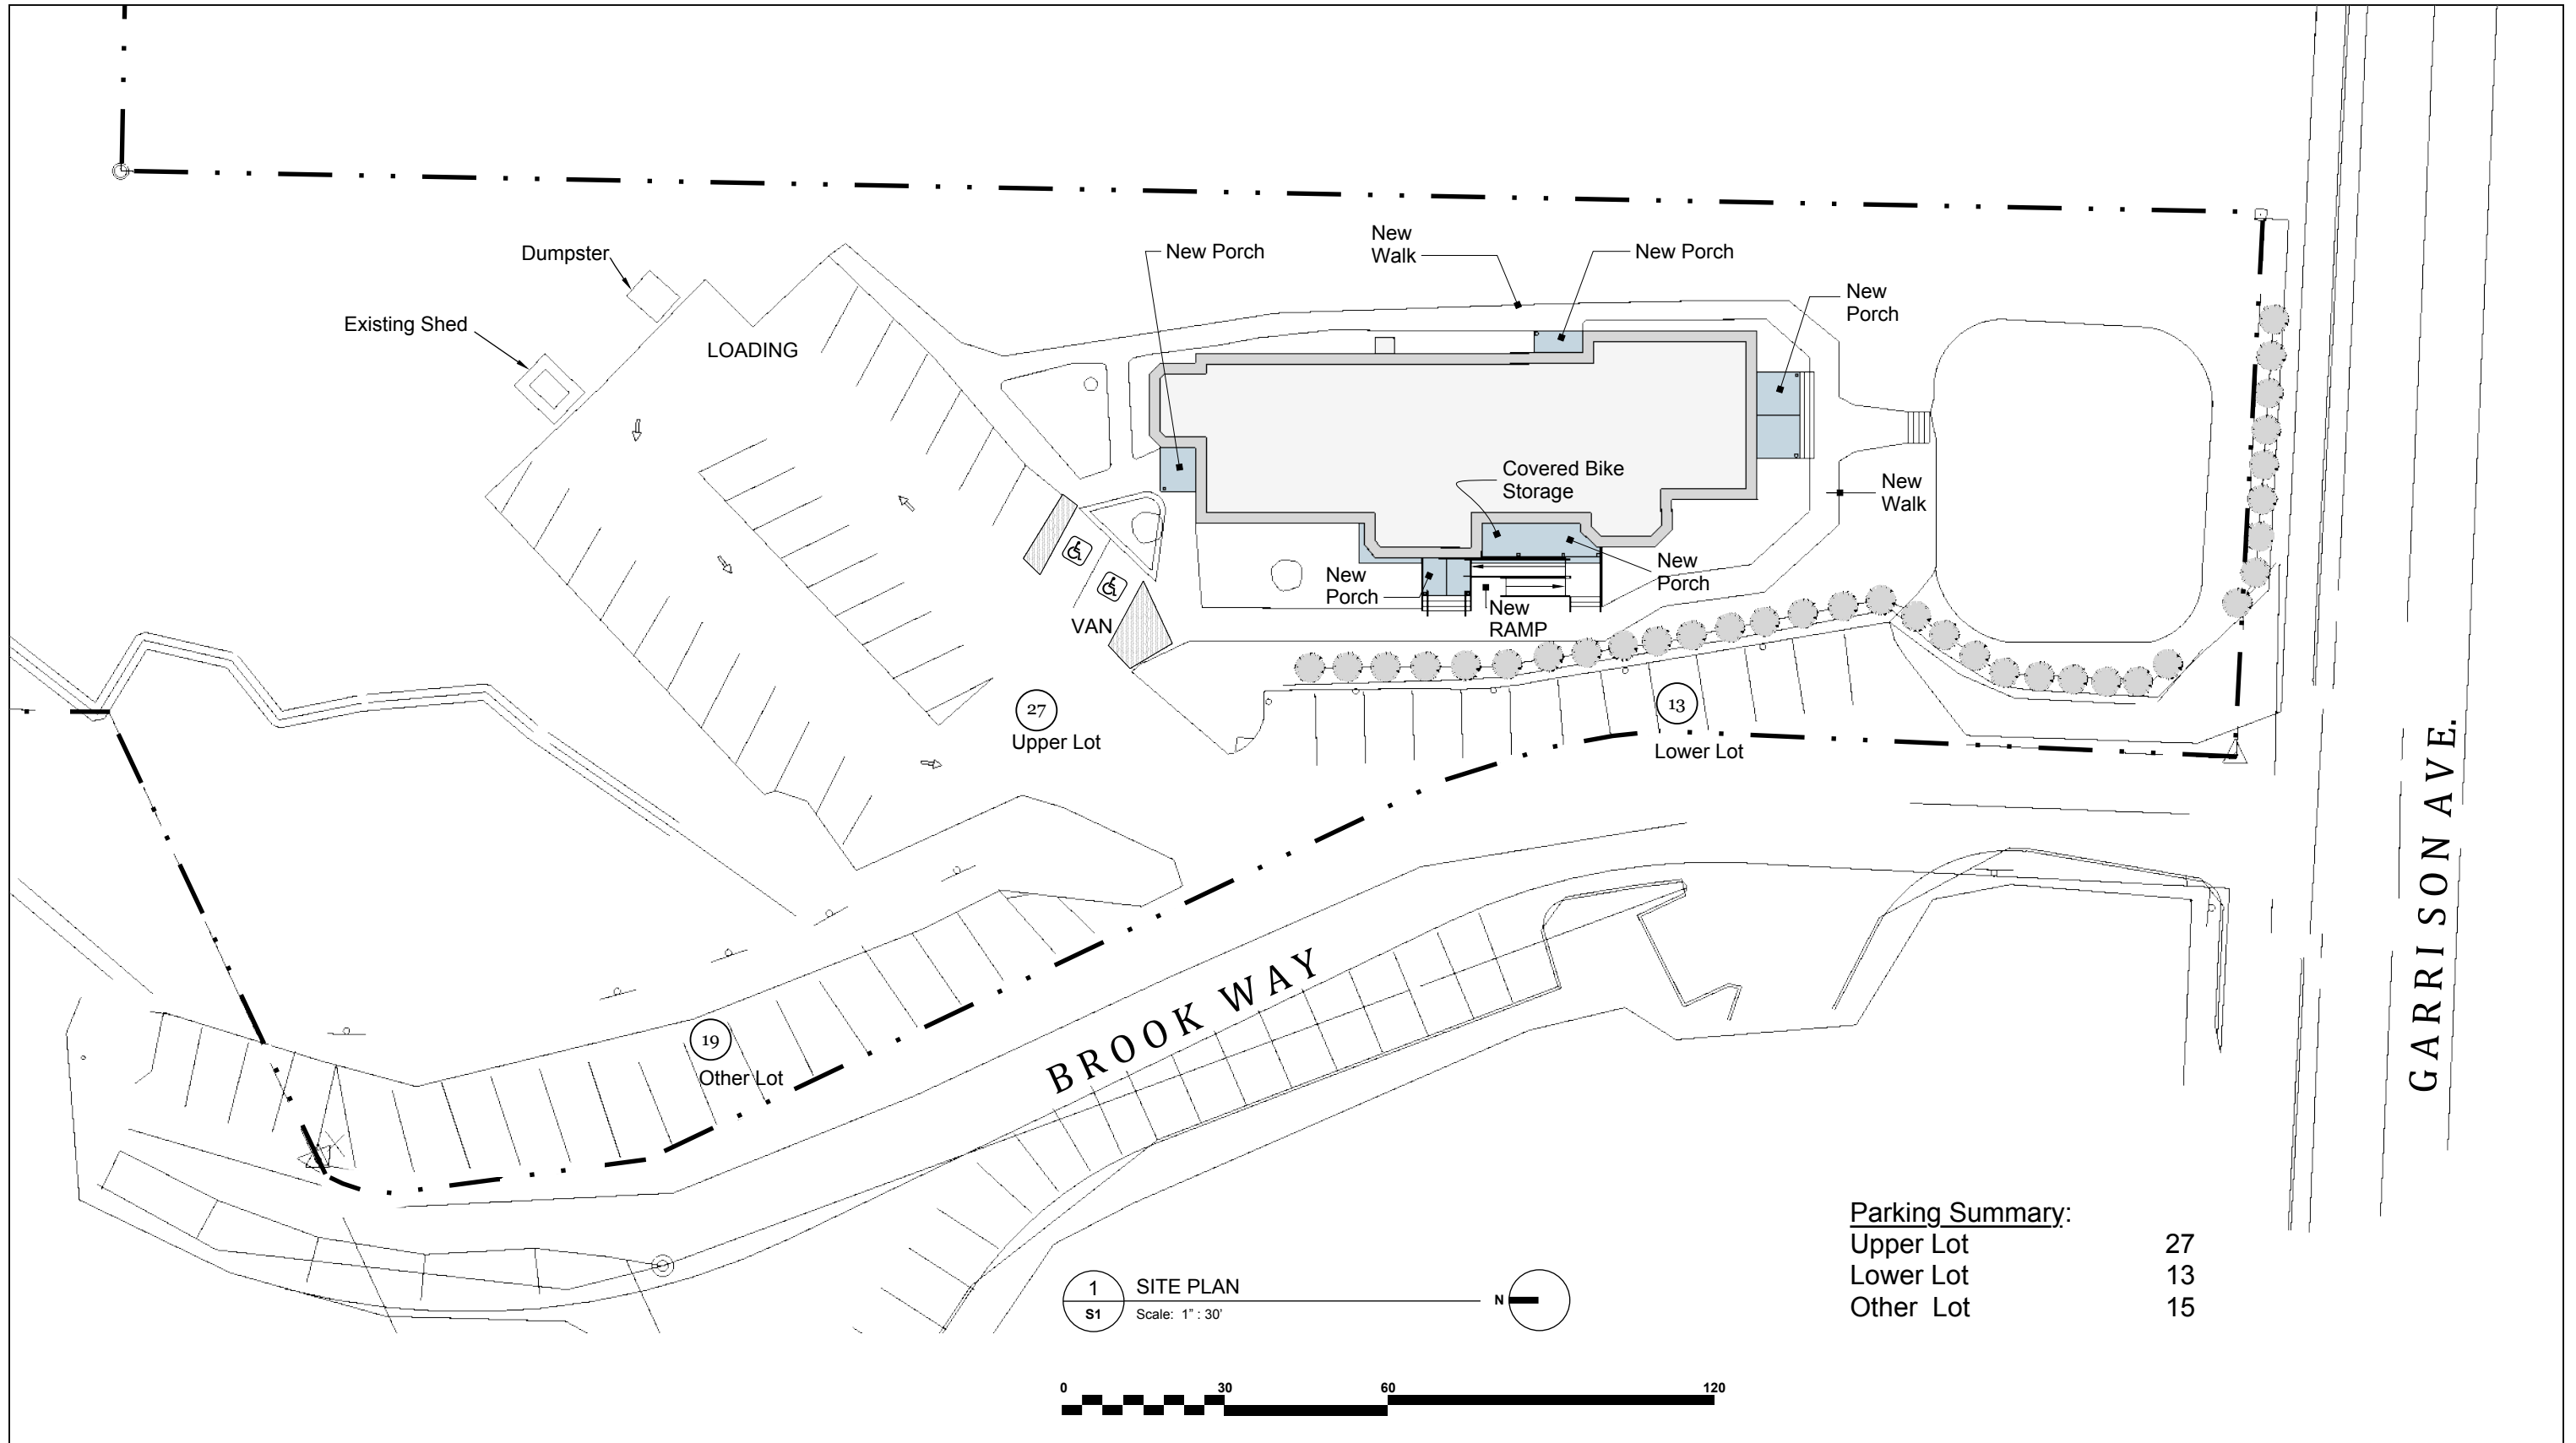 New
Walk
New Porch
New Porch
Dumpster
New
Porch
Existing Shed
LOADING
Covered Bike
Storage
New
Walk
New
Porch
New
Porch
New
RAMP
VAN
27
Upper Lot
13
Lower Lot
GARRISON AVE.
BROOK WAY
19
Other Lot
Parking Summary:
Upper Lot 27
Lower Lot 13
Other Lot 15
1
S1
SITE PLAN
Scale: 1" : 30'
N
0 30 60 120